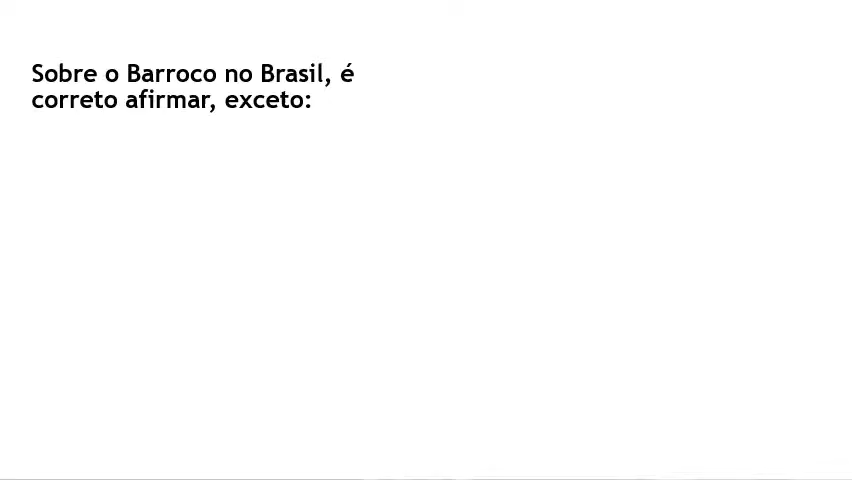 Sobre o Barroco no Brasil, é
correto afirmar, exceto: